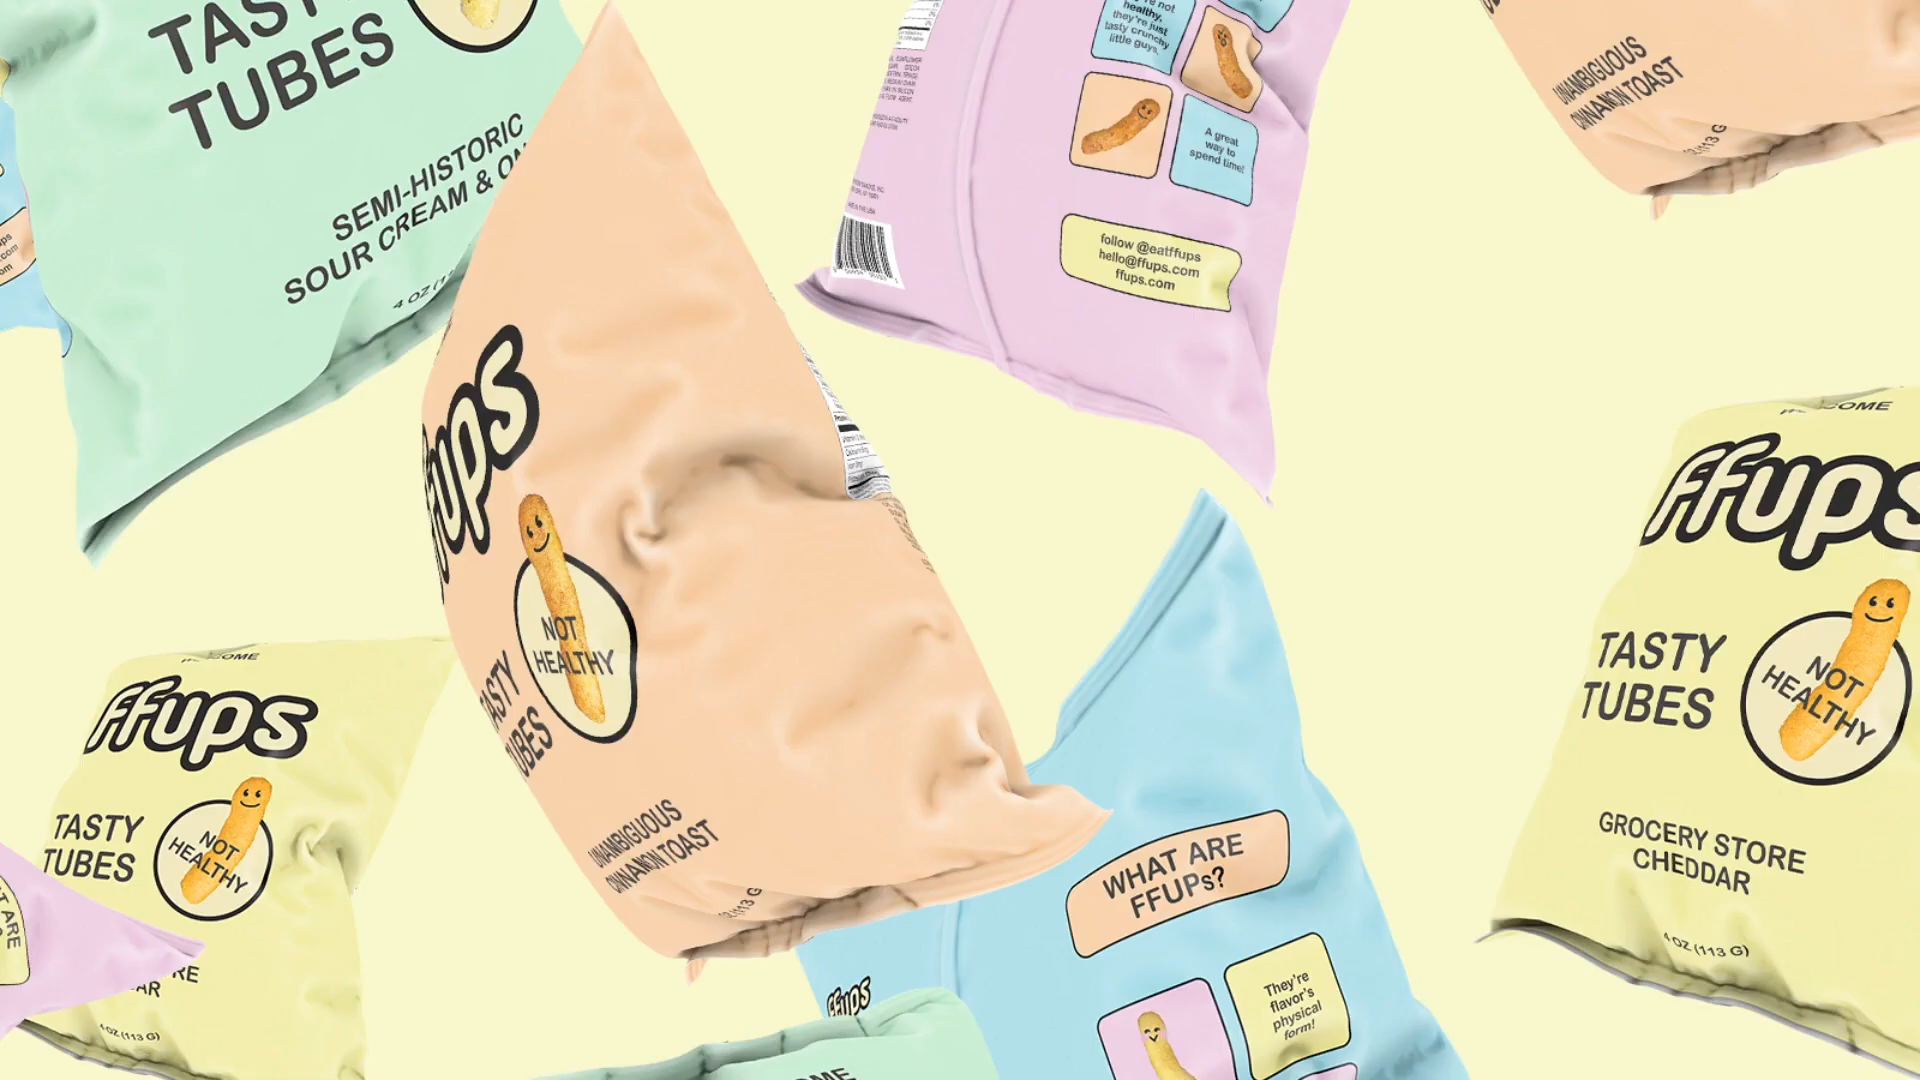 TASTY
TUBES
SEMI-HISTORIC
SOUR CREAM &
4 OZ
healthy,
they're just
tasty crunchy
little guys.
A great
way to
spend time!
follow @eatffups
hello@ffups.com
ffups.com
UNAMBIGUOUS
CINNAMON TOAST
ffups
NOT
HEALTHY
TASTY
TUBES
UNAMBIGUOUS
CINNAMON TOAST
ffups
TASTY
TUBES
NOT
HEALTHY
GROCERY STORE
CHEDDAR
4 OZ (113 G)
ffups
TASTY
TUBES
NOT
HEALTHY
4 OZ (113 G)
WHAT ARE
FFUPs?
They're
flavor's
physical
form!
ffups